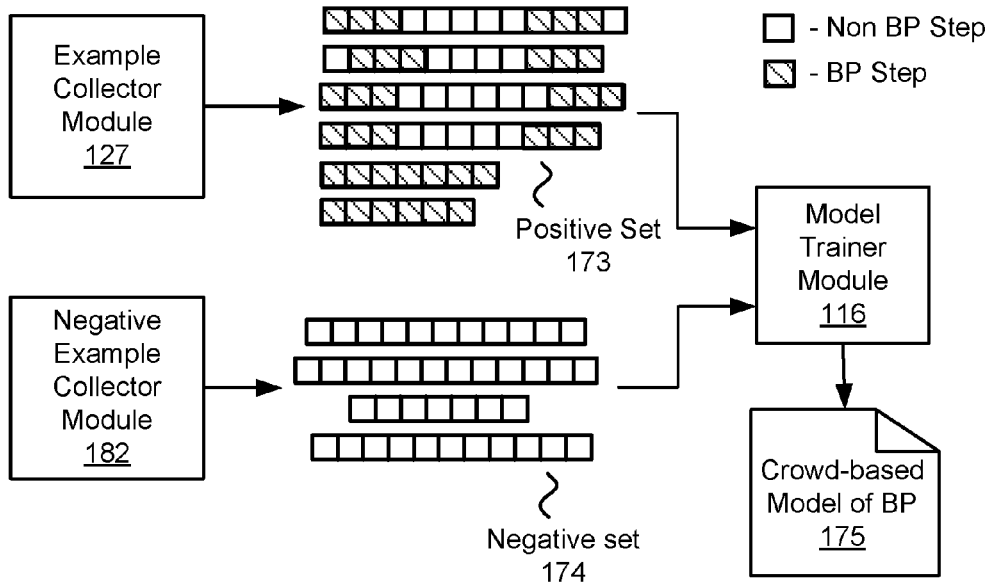 Example
Collector
Module
127
- Non BP Step
- BP Step
Positive Set
173
Model
Trainer
Module
116
Negative
Example
Collector
Module
182
Negative set
174
Crowd-based
Model of BP
175